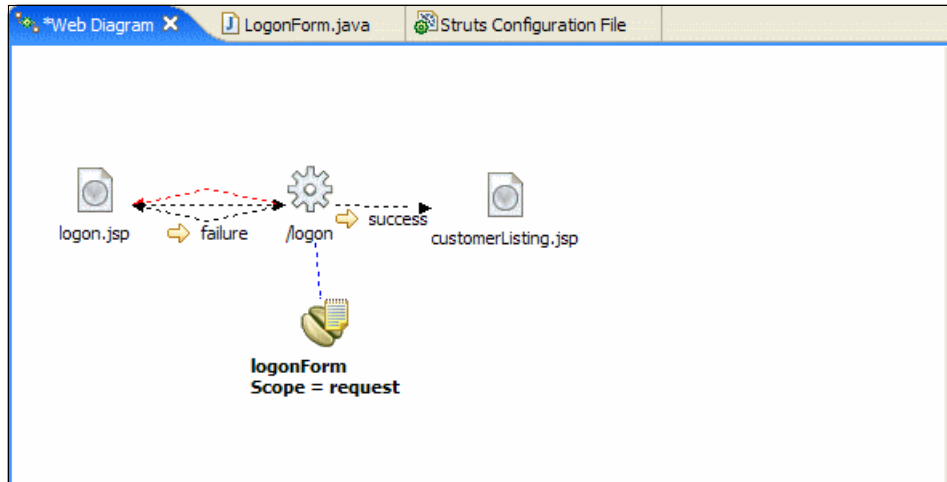 *Web Diagram
LogonForm.java
Struts Configuration File
logon.jsp
failure
/logon
success
customerListing.jsp
logonForm
Scope = request